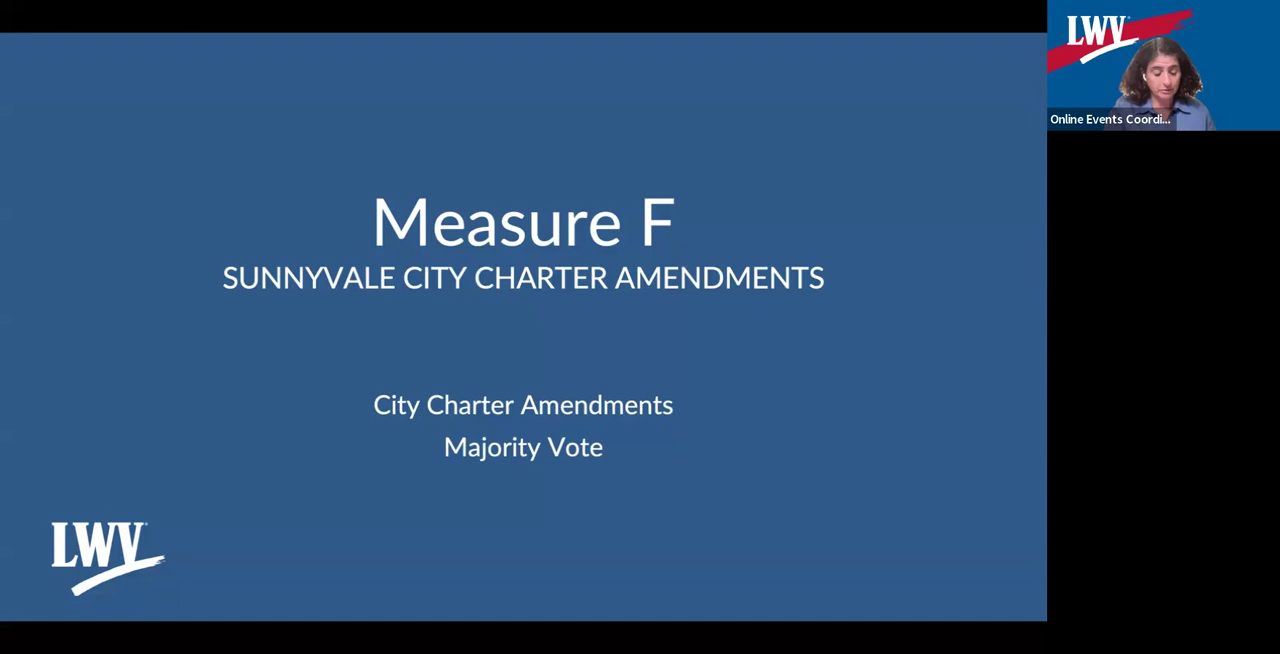 Measure F
SUNNYVALE CITY CHARTER AMENDMENTS
City Charter Amendments
Majority Vote
LWV
LWV
Online Events Coordi...